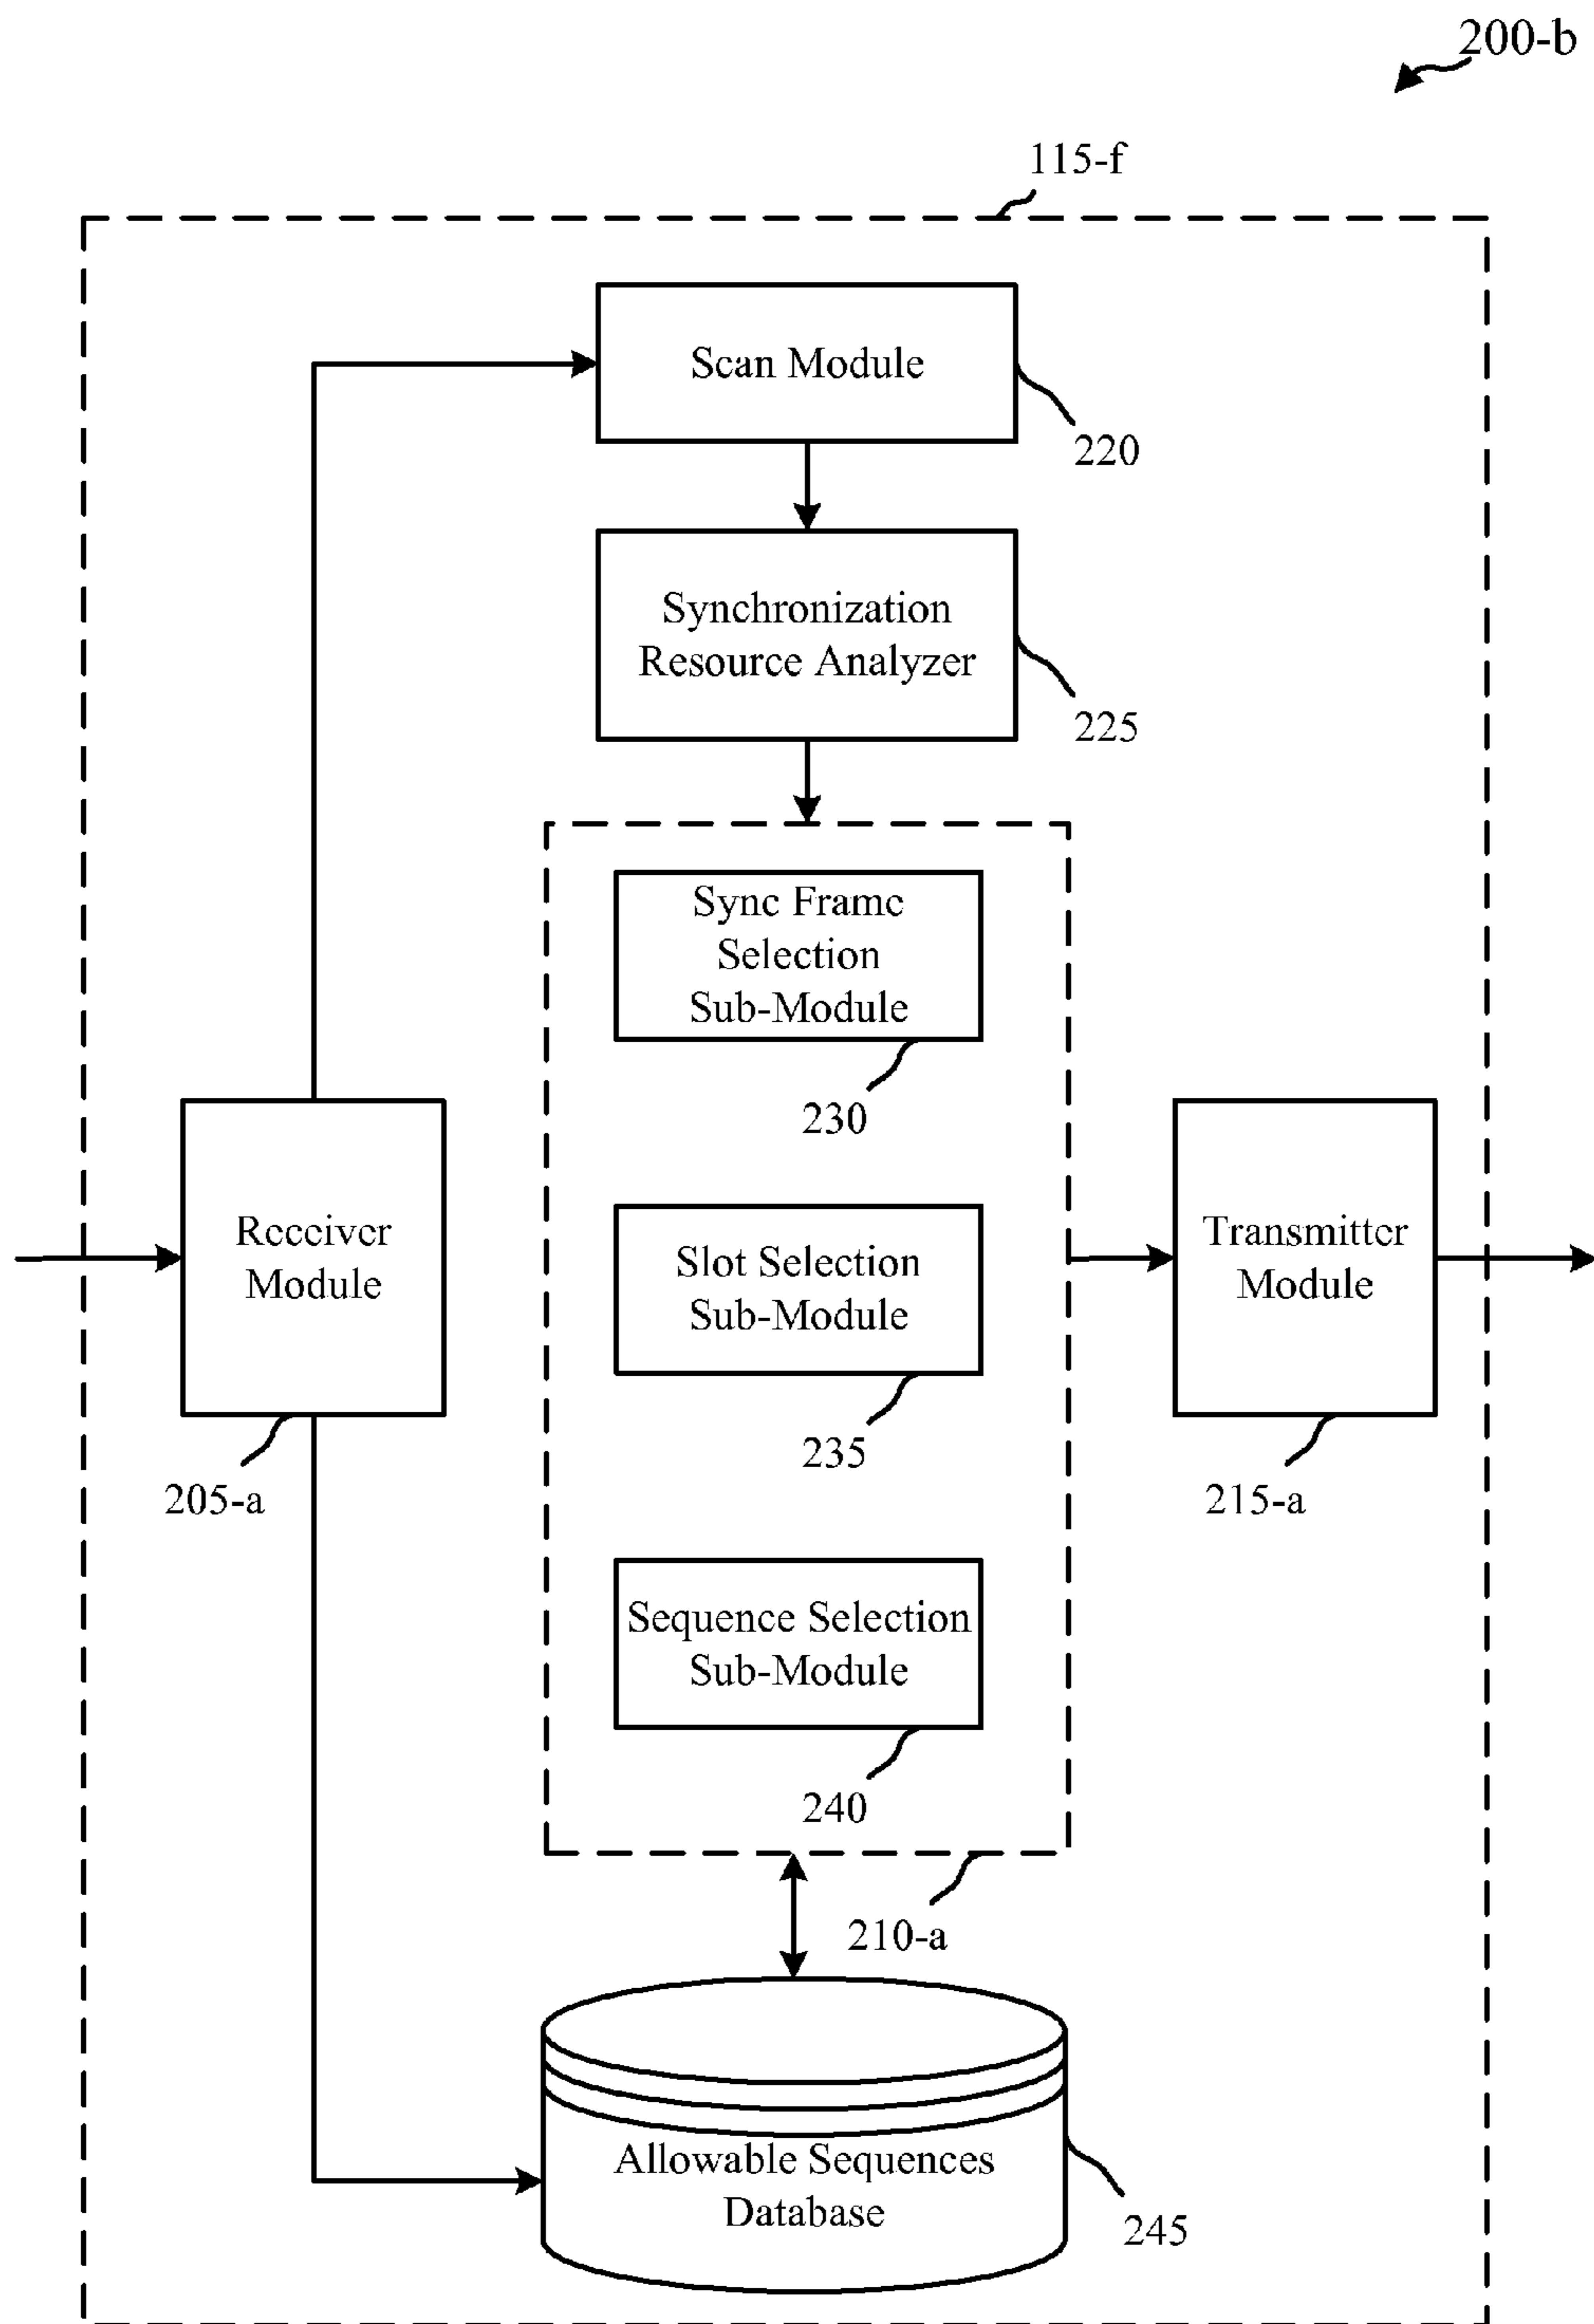 200-b
115-f
Scan Module
220
Synchronization
Resource Analyzer
225
Sync Frame
Selection
Sub-Module
230
Receiver
Module
205-a
Slot Selection
Sub-Module
235
Transmitter
Module
215-a
Sequence Selection
Sub-Module
240
210-a
Allowable Sequences
Database
245